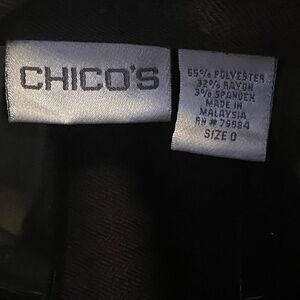 CHICO'S
65% POLYESTER
32% RAYON
3% SPANDEX
MADE IN
MALAYSIA
RN # 79984
SIZE 0